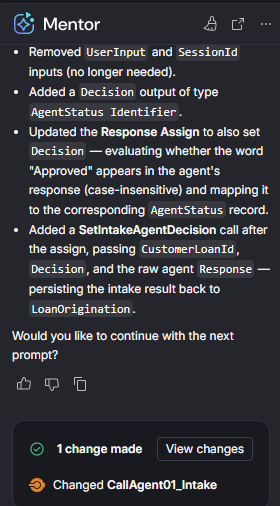 Mentor
• Removed UserInput and SessionId
inputs (no longer needed).
• Added a Decision output of type
AgentStatus Identifier.
• Updated the Response Assign to also set
Decision — evaluating whether the word
"Approved" appears in the agent's
response (case-insensitive) and mapping it
to the corresponding AgentStatus record.
• Added a SetIntakeAgentDecision call after
the assign, passing CustomerLoanId,
Decision, and the raw agent Response —
persisting the intake result back to
LoanOrigination.
Would you like to continue with the next
prompt?
1 change made View changes
Changed CallAgent01_Intake